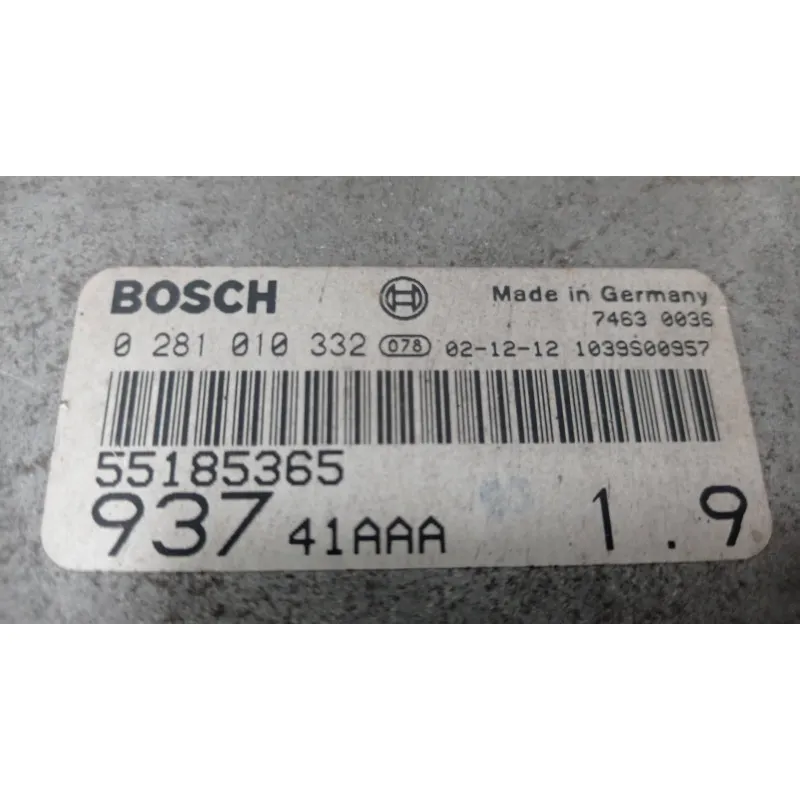 BOSCH Made in Germany
7463 0036
0 281 010 332 078 02-12-12 1039S00957
55185365
937 41AAA 1.9